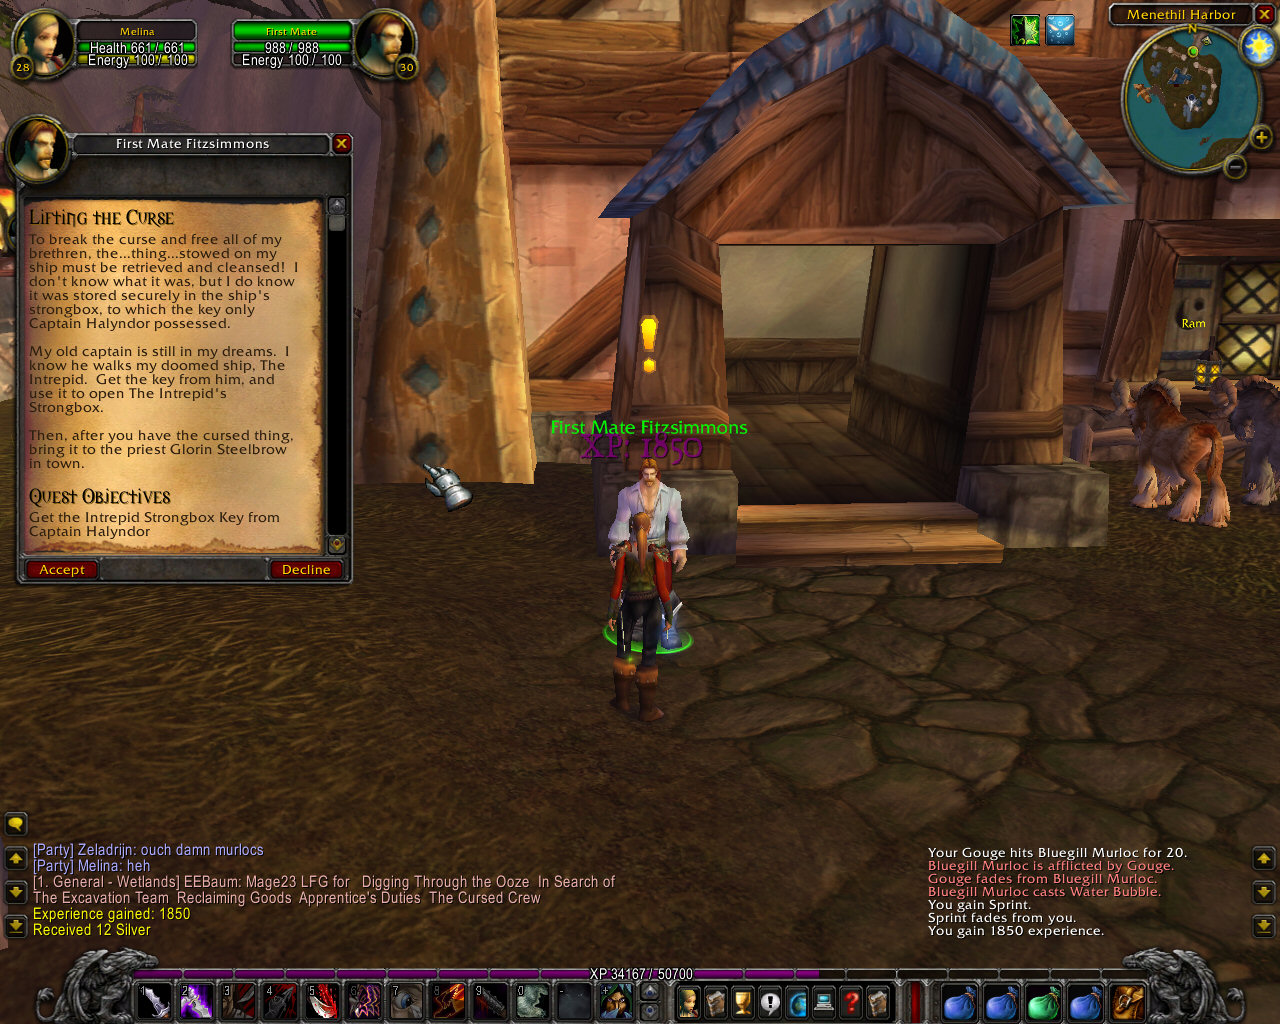 Melina
Health 661 / 661
Energy 100 / 100
28
First Mate
988 / 988
Energy 100 / 100
30
Menethil Harbor
N
First Mate Fitzsimmons
Lifting the Curse
To break the curse and free all of my
brethren, the...thing...stowed on my
ship must be retrieved and cleansed! I
don't know what it was, but I do know
it was stored securely in the ship's
strongbox, to which the key only
Captain Halyndor possessed.
My old captain is still in my dreams. I
know he walks my doomed ship, The
Intrepid. Get the key from him, and
use it to open The Intrepid's
Strongbox.
Then, after you have the cursed thing,
bring it to the priest Glorin Steelbrow
in town.
Quest Objectives
Get the Intrepid Strongbox Key from
Captain Halyndor
Accept
Decline
Ram
First Mate Fitzsimmons
XP: 1850
[Party] Zeladrijn: ouch damn murlocs
[Party] Melina: heh
[1. General - Wetlands] EEBaum: Mage23 LFG for Digging Through the Ooze In Search of
The Excavation Team Reclaiming Goods Apprentice's Duties The Cursed Crew
Experience gained: 1850
Received 12 Silver
Your Gouge hits Bluegill Murloc for 20.
Bluegill Murloc is afflicted by Gouge.
Gouge fades from Bluegill Murloc.
Bluegill Murloc casts Water Bubble.
You gain Sprint.
Sprint fades from you.
You gain 1850 experience.
XP 34167 / 50700
1 2 3 4 5 6 7 8 9 0 - +